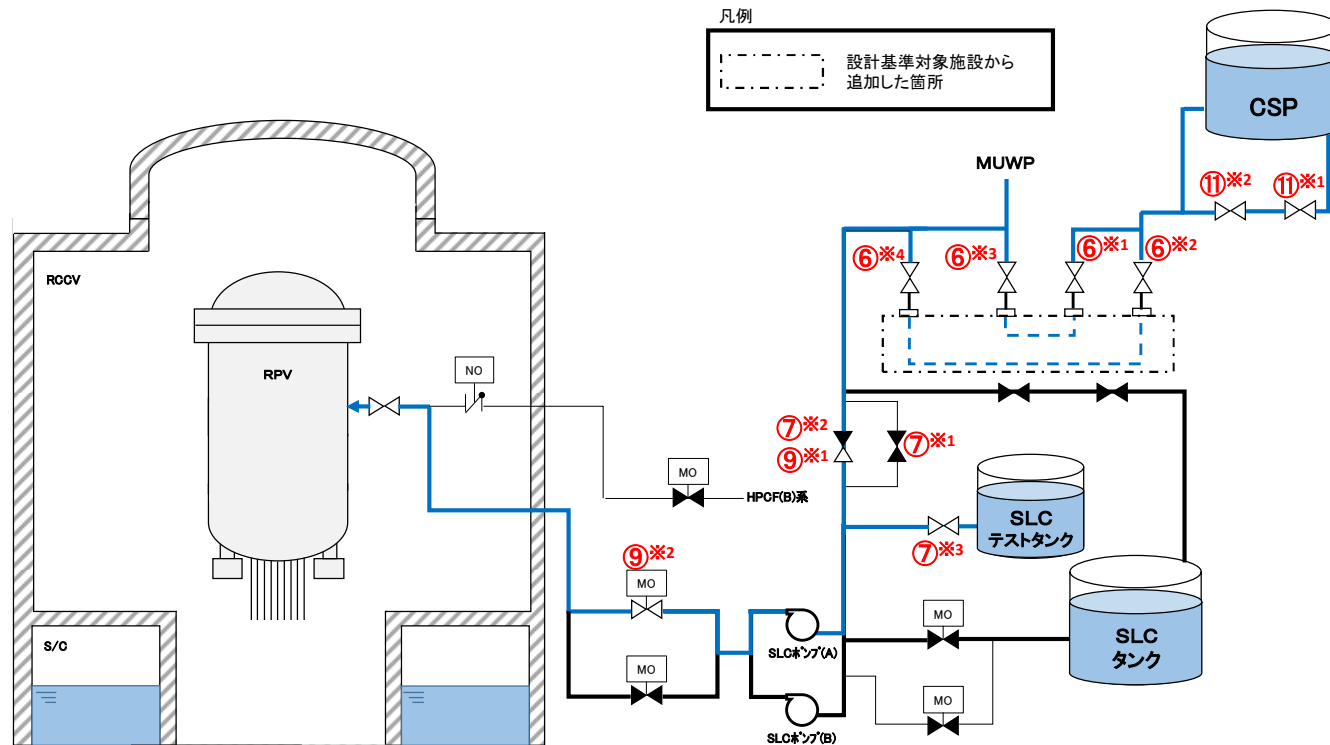 凡例
設計基準対象施設から
追加した箇所
CSP
MUWP
⑪※2
⑪※1
⑥※4
⑥※3
⑥※1
⑥※2
RCCV
RPV
NO
⑦※2
⑨※1
⑦※1
MO
HPCF(B)系
SLC
テストタンク
⑦※3
⑨※2
MO
MO
SLC
タンク
SLCポンプ(A)
S/C
MO
MO
SLCポンプ(B)